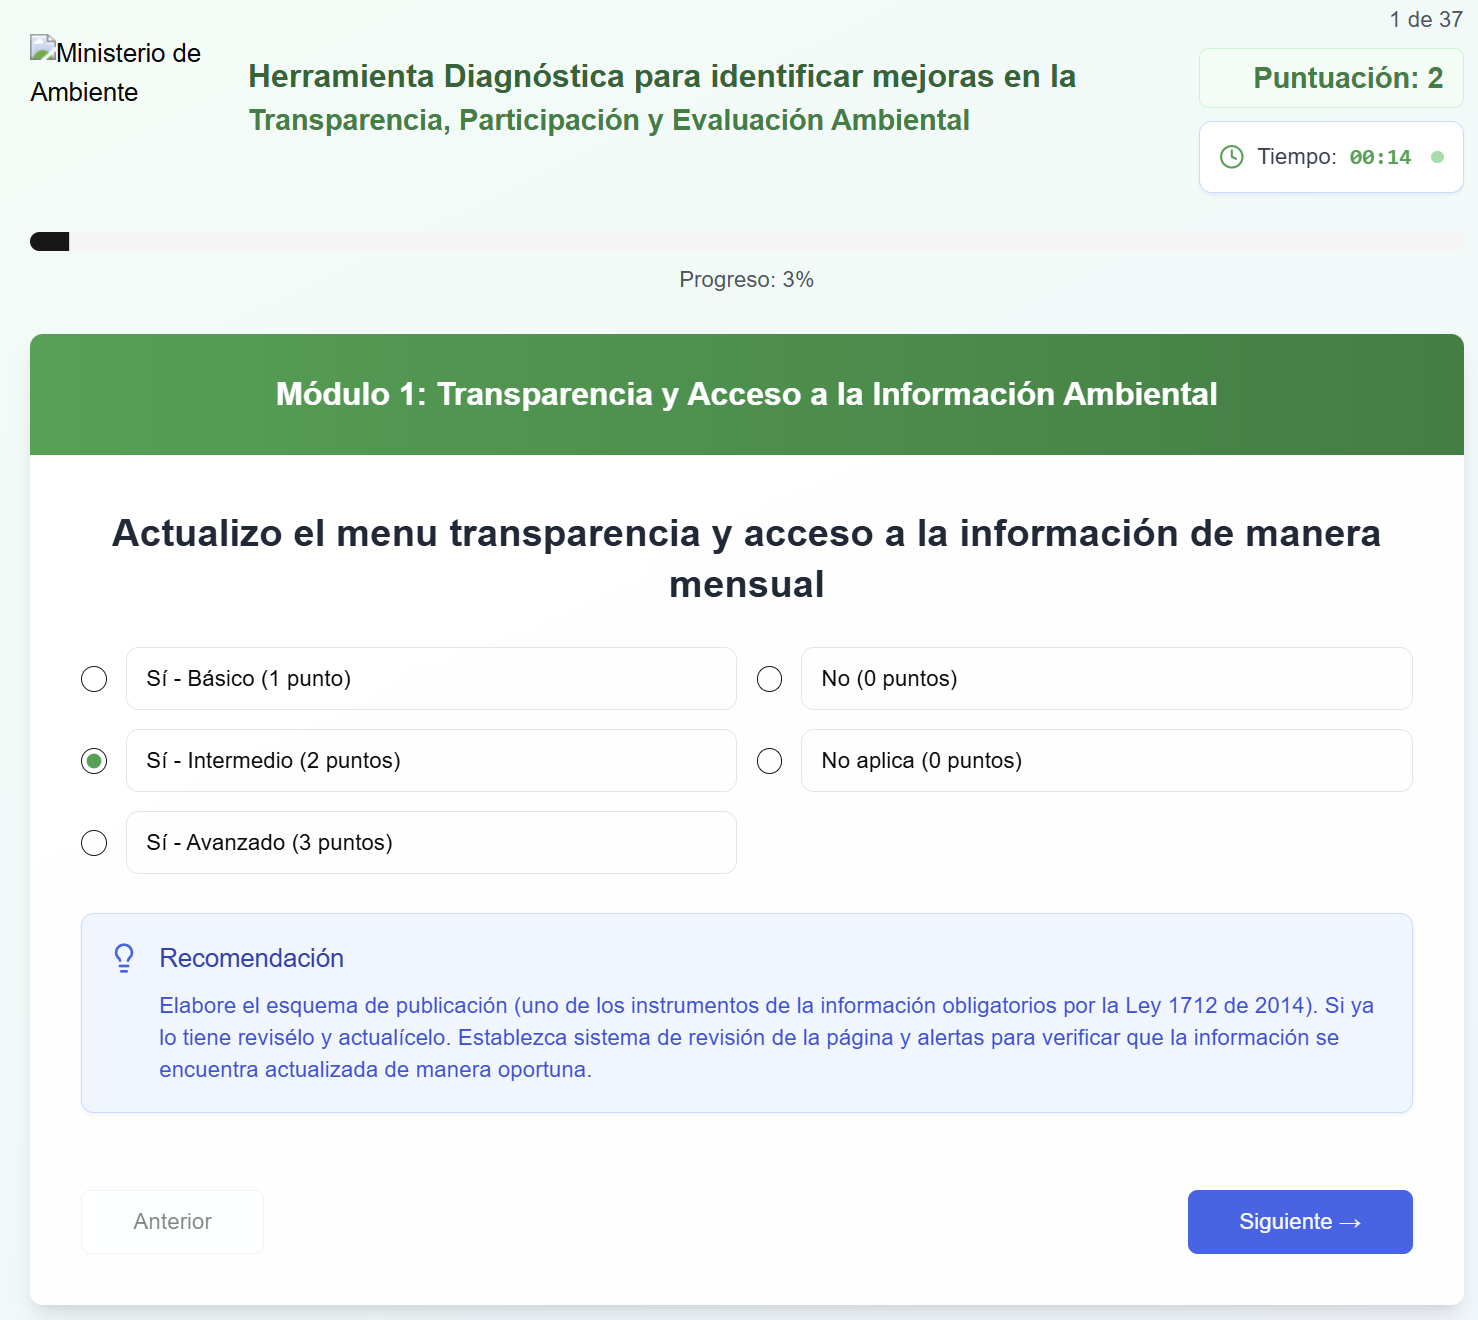 1 de 37
Ministerio de
Ambiente
Herramienta Diagnóstica para identificar mejoras en la
Transparencia, Participación y Evaluación Ambiental
Puntuación: 2
Tiempo: 00:14
Progreso: 3%
Módulo 1: Transparencia y Acceso a la Información Ambiental
Actualizo el menu transparencia y acceso a la información de manera
mensual
Sí - Básico (1 punto)
No (0 puntos)
Sí - Intermedio (2 puntos)
No aplica (0 puntos)
Sí - Avanzado (3 puntos)
Recomendación
Elabore el esquema de publicación (uno de los instrumentos de la información obligatorios por la Ley 1712 de 2014). Si ya
lo tiene revisélo y actualícelo. Establezca sistema de revisión de la página y alertas para verificar que la información se
encuentra actualizada de manera oportuna.
Anterior
Siguiente →